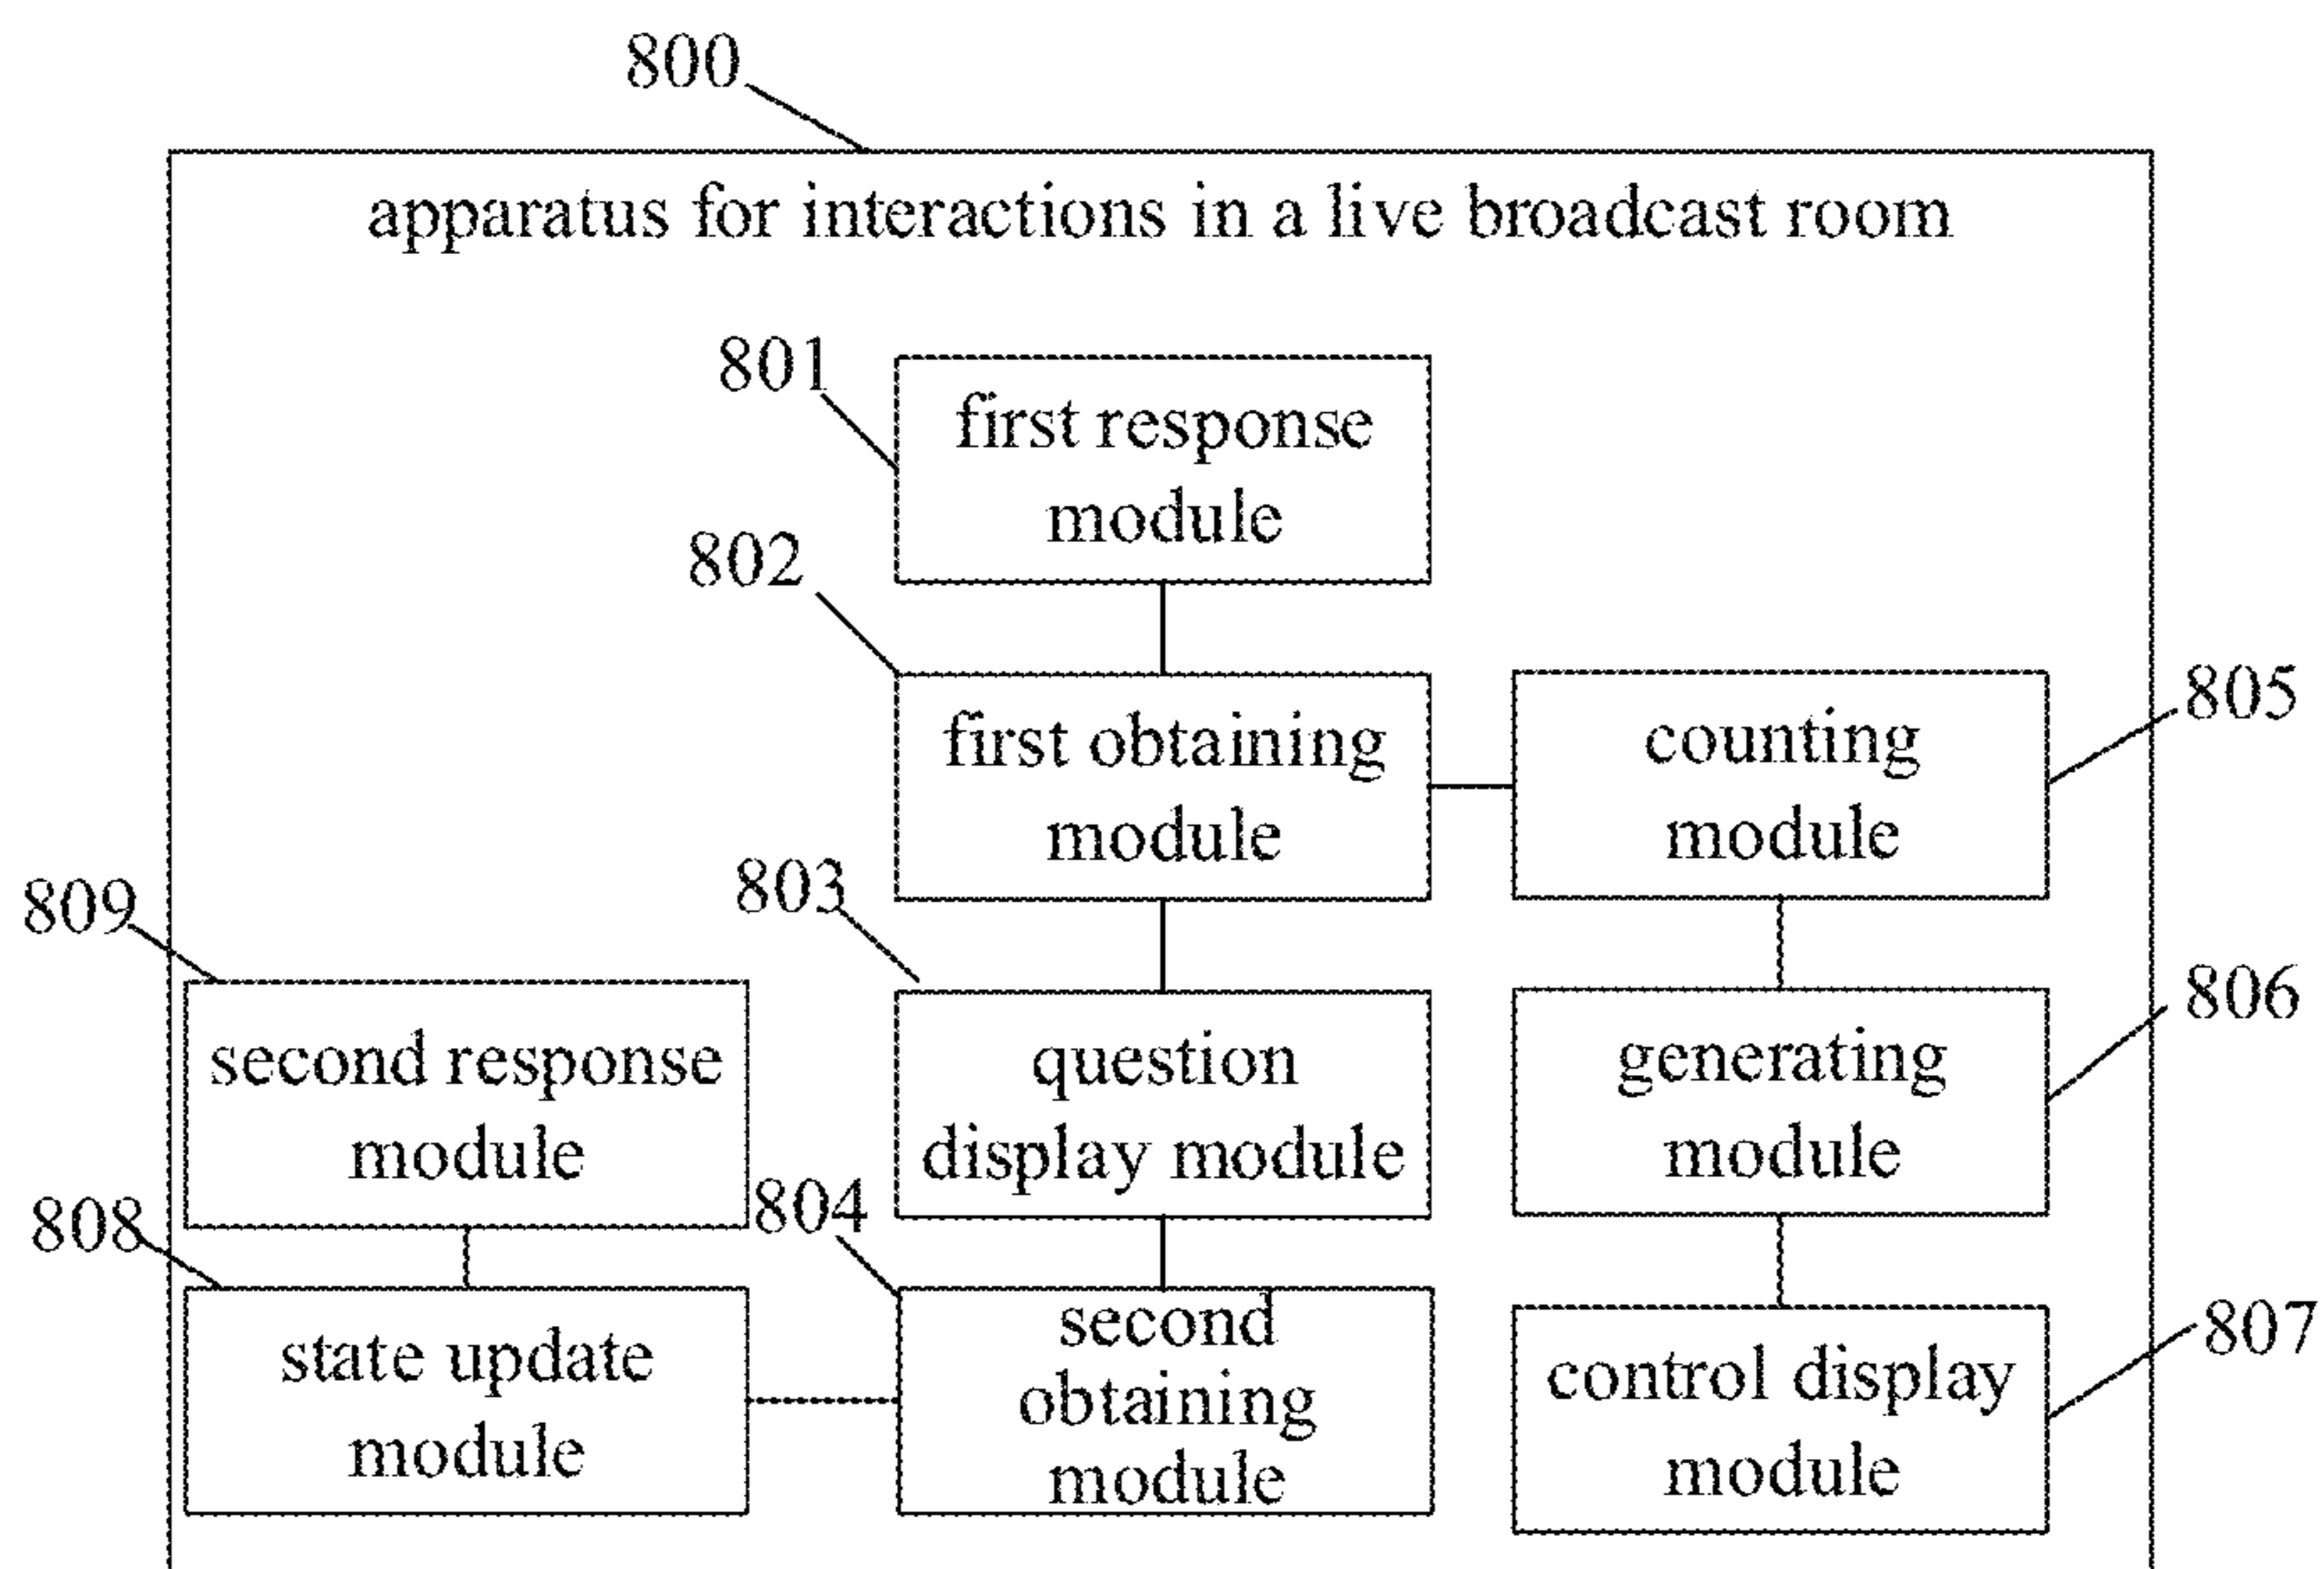 800
apparatus for interactions in a live broadcast room
801
first response
module
802
first obtaining
module
805
counting
module
803
809
second response
module
question
display module
806
generating
module
808
804
state update
module
second
obtaining
module
807
control display
module